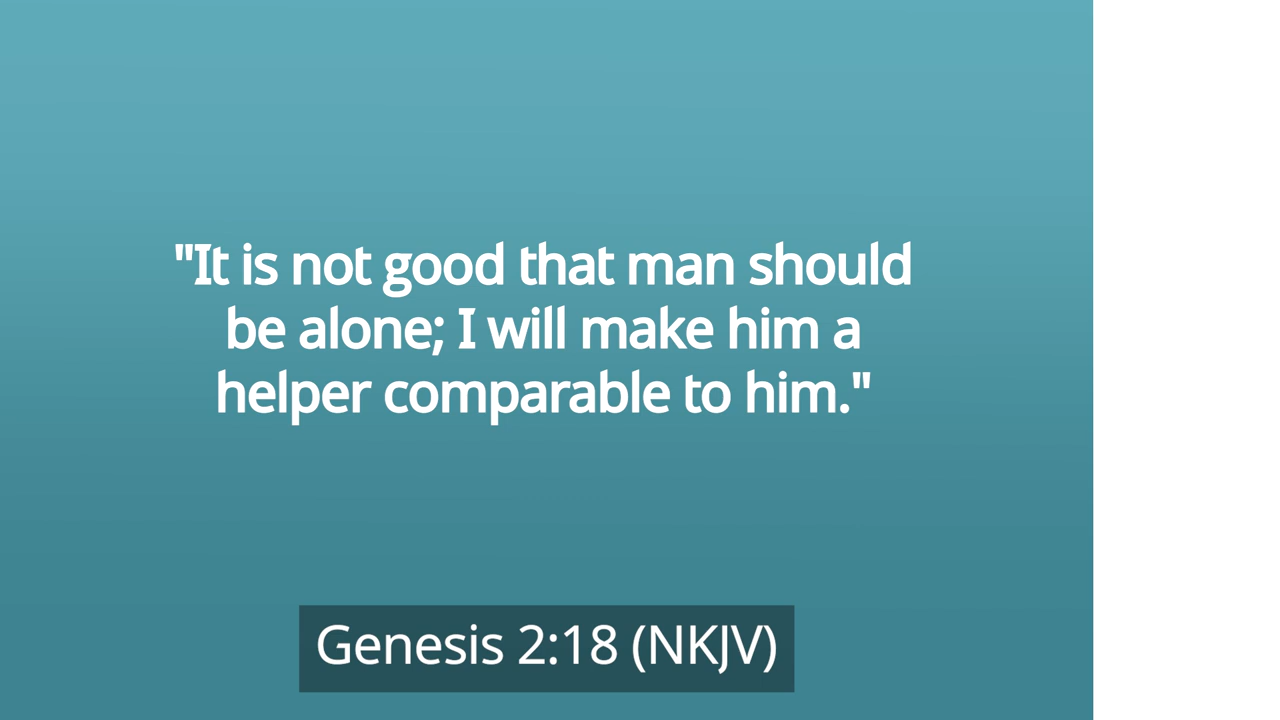 "It is not good that man should
be alone; I will make him a
helper comparable to him."
Genesis 2:18 (NKJV)